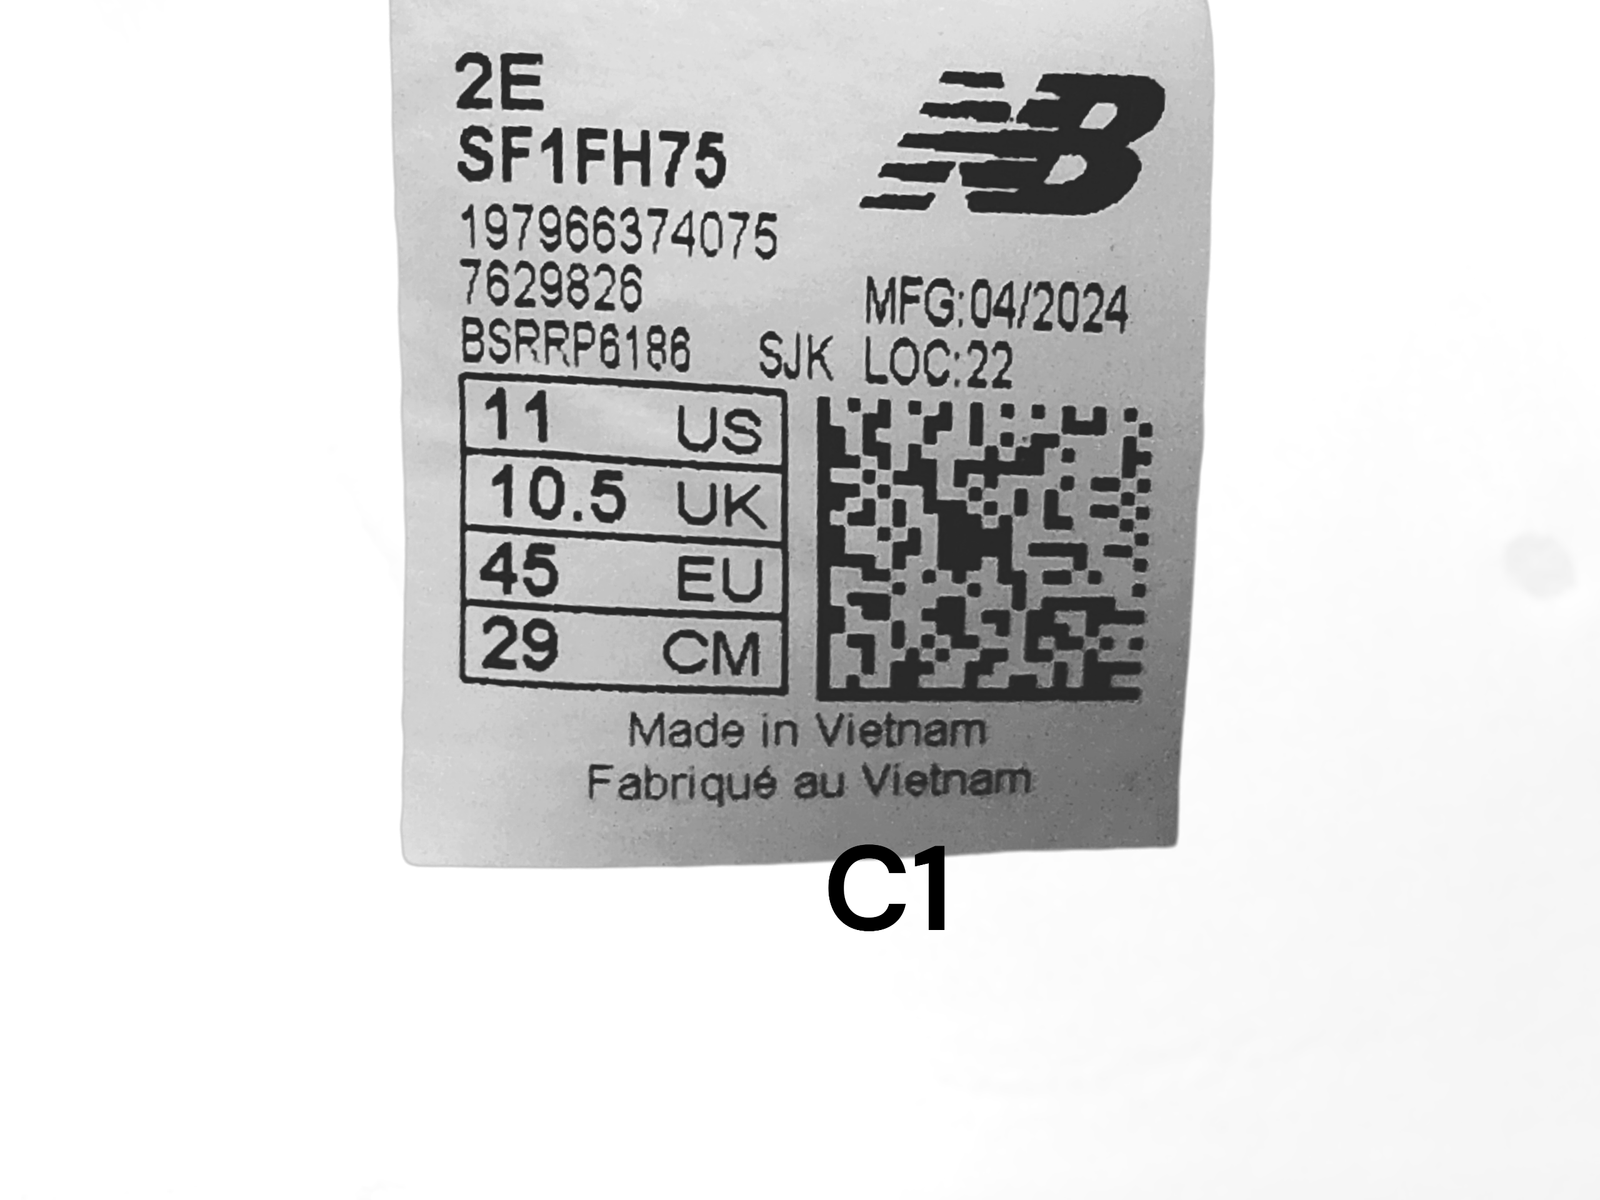 2E
SF1FH75
NB
197966374075
7629826
MFG:04/2024
BSRRP6186 SJK LOC:22
11 US
10.5 UK
45 EU
29 CM
Made in Vietnam
Fabriqué au Vietnam
C1